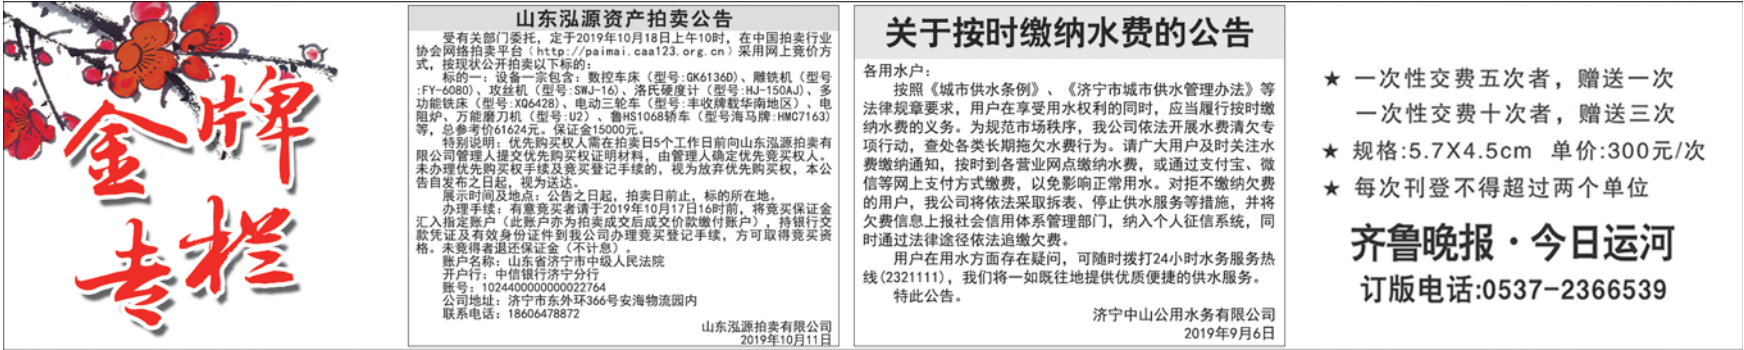 金牌
专栏
山东泓源资产拍卖公告
受有关部门委托，定于2019年10月18日上午10时，在中国拍卖行业
协会网络拍卖平台（http://paimai.caa123.org.cn）采用网上竞价方
式，按现状公开拍卖以下标的：
标的一：设备一宗包含：数控车床（型号:GK6136D）、雕铣机（型号
:FY-6080）、攻丝机（型号:SWJ-16）、洛氏硬度计（型号:HJ-150AJ）、多
功能铣床（型号:XQ6428）、电动三轮车（型号:丰收牌载华南地区）、电
阻炉、万能磨刀机（型号:U2）、鲁HS1068轿车（型号海马牌:HMC7163）
等，总参考价61624元。保证金15000元。
特别说明：优先购买权人需在拍卖日5个工作日前向山东泓源拍卖有
限公司管理人提交优先购买权证明材料，由管理人确定优先竞买权人。
未办理优先购买权手续及竞买登记手续的，视为放弃优先购买权，本公
告自发布之日起，视为送达。
展示时间及地点：公告之日起，拍卖日前止，标的所在地。
办理手续：有意竞买者请于2019年10月17日16时前，将竞买保证金
汇入指定账户（此账户亦为拍卖成交后成交价款缴付账户），持银行交
款凭证及有效身份证件到我公司办理竞买登记手续，方可取得竞买资
格。未竞得者退还保证金（不计息）。
账户名称：山东省济宁市中级人民法院
开户行：中信银行济宁分行
账号：1024400000000022764
公司地址：济宁市东外环366号安海物流园内
联系电话：18606478872
山东泓源拍卖有限公司
2019年10月11日
关于按时缴纳水费的公告
各用水户：
按照《城市供水条例》、《济宁市城市供水管理办法》等
法律规章要求，用户在享受用水权利的同时，应当履行按时缴
纳水费的义务。为规范市场秩序，我公司依法开展水费清欠专
项行动，查处各类长期拖欠水费行为。请广大用户及时关注水
费缴纳通知，按时到各营业网点缴纳水费，或通过支付宝、微
信等网上支付方式缴费，以免影响正常用水。对拒不缴纳欠费
的用户，我公司将依法采取拆表、停止供水服务等措施，并将
欠费信息上报社会信用体系管理部门，纳入个人征信系统，同
时通过法律途径依法追缴欠费。
用户在用水方面存在疑问，可随时拨打24小时水务服务热
线(2321111)，我们将一如既往地提供优质便捷的供水服务。
特此公告。
济宁中山公用水务有限公司
2019年9月6日
★ 一次性交费五次者，赠送一次
一次性交费十次者，赠送三次
★ 规格:5.7X4.5cm 单价:300元/次
★ 每次刊登不得超过两个单位
齐鲁晚报·今日运河
订版电话:0537-2366539